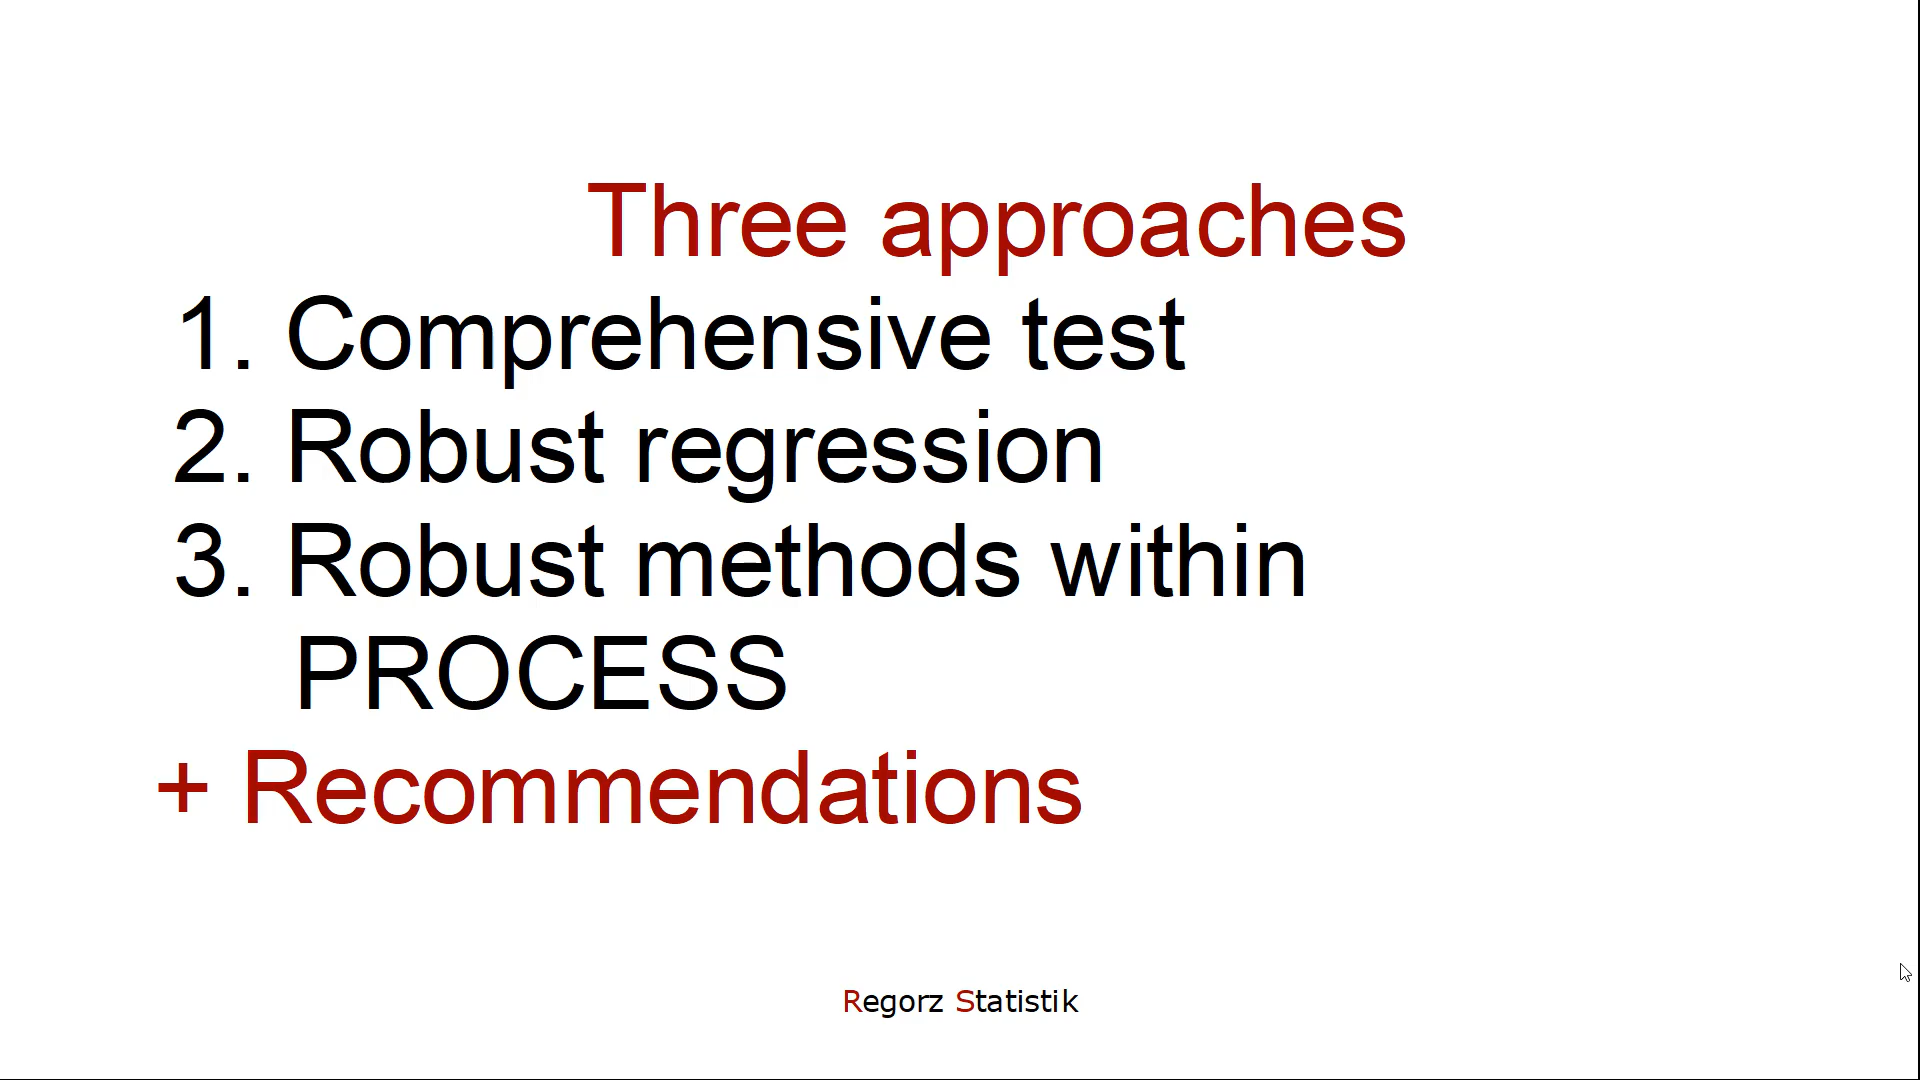 Three approaches
1. Comprehensive test
2. Robust regression
3. Robust methods within
PROCESS
+ Recommendations
Regorz Statistik